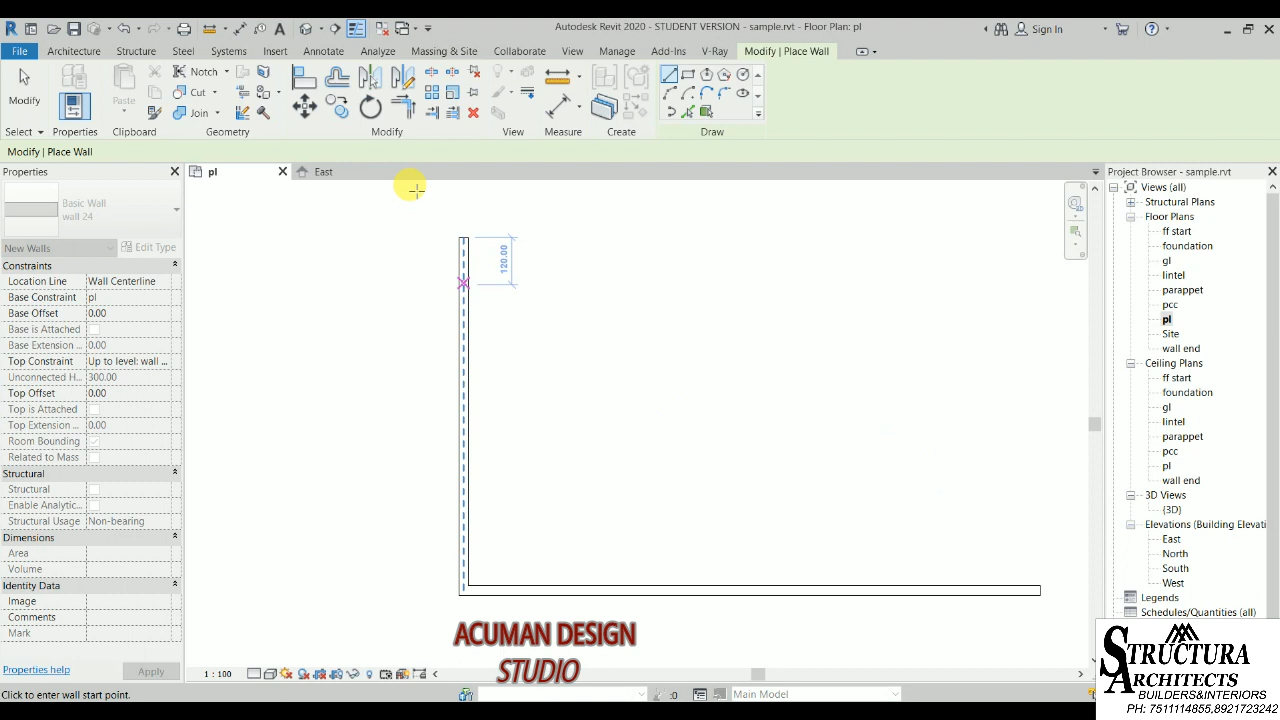 Autodesk Revit 2020 - STUDENT VERSION - sample.rvt - Floor Plan: pl
Sign In
File Architecture Structure Steel Systems Insert Annotate Analyze Massing & Site Collaborate View Manage Add-Ins V-Ray Modify | Place Wall
Modify Paste Notch Cut Join
Select Properties Clipboard Geometry Modify View Measure Create Draw
Modify | Place Wall
Properties
pl
East
Project Browser - sample.rvt
Basic Wall
wall 24
New Walls
Edit Type
Constraints
Location Line Wall Centerline
Base Constraint pl
Base Offset 0.00
Base is Attached
Base Extension ... 0.00
Top Constraint Up to level: wall ...
Unconnected H... 300.00
Top Offset 0.00
Top is Attached
Top Extension ... 0.00
Room Bounding
Related to Mass
Structural
Structural
Enable Analytic...
Structural Usage Non-bearing
Dimensions
Area
Volume
Identity Data
Image
Comments
Mark
Properties help
Apply
120.00
Views (all)
Structural Plans
Floor Plans
ff start
foundation
gl
lintel
parappet
pcc
pl
Site
wall end
Ceiling Plans
ff start
foundation
gl
lintel
parappet
pcc
pl
wall end
3D Views
{3D}
Elevations (Building Elevati
East
North
South
West
Legends
Schedules/Quantities (all)
ACUMAN DESIGN
STUDIO
STRUCTURA
ARCHITECTS
BUILDERS&INTERIORS
PH: 7511114855,8921723242
1 : 100
Click to enter wall start point.
:0
Main Model